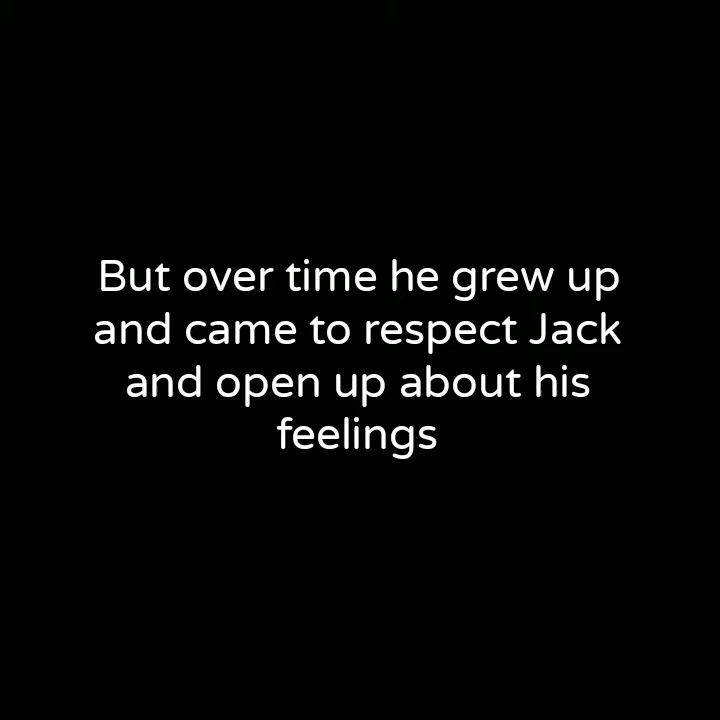 But over time he grew up
and came to respect Jack
and open up about his
feelings